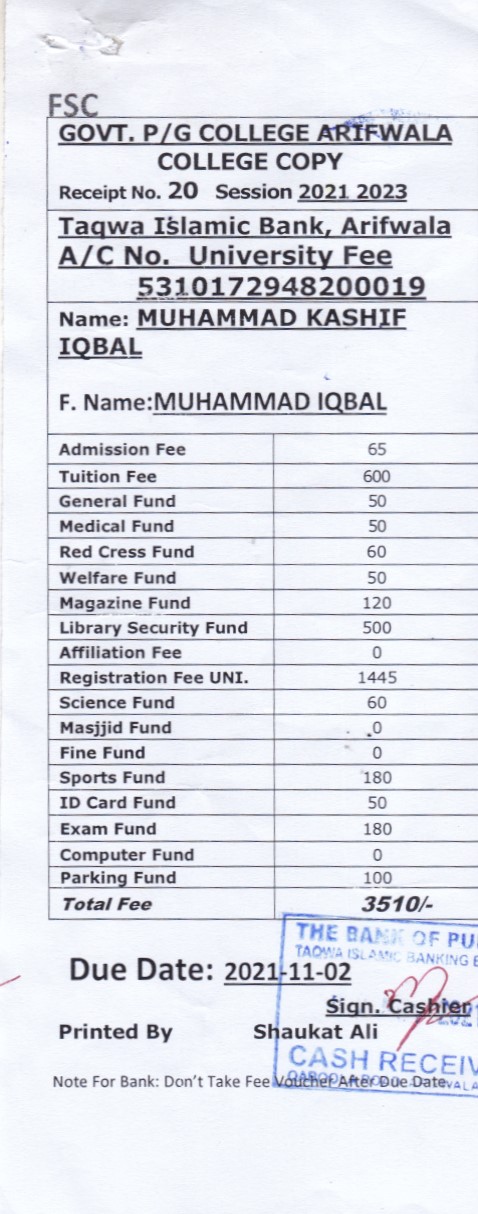 FSC
GOVT. P/G COLLEGE ARIFWALA
COLLEGE COPY
Receipt No. 20 Session 2021 2023
Taqwa Islamic Bank, Arifwala
A/C No. University Fee
5310172948200019
Name: MUHAMMAD KASHIF
IQBAL
F. Name:MUHAMMAD IQBAL
Admission Fee 65
Tuition Fee 600
General Fund 50
Medical Fund 50
Red Cress Fund 60
Welfare Fund 50
Magazine Fund 120
Library Security Fund 500
Affiliation Fee 0
Registration Fee UNI. 1445
Science Fund 60
Masjjid Fund 0
Fine Fund 0
Sports Fund 180
ID Card Fund 50
Exam Fund 180
Computer Fund 0
Parking Fund 100
Total Fee 3510/-
THE BANK OF PU
TAQWA ISLAMIC BANKING B
Due Date: 2021-11-02
Sign. Cashier
Printed By Shaukat Ali
CASH RECEIV
Note For Bank: Don't Take Fee Voucher After Due Date.